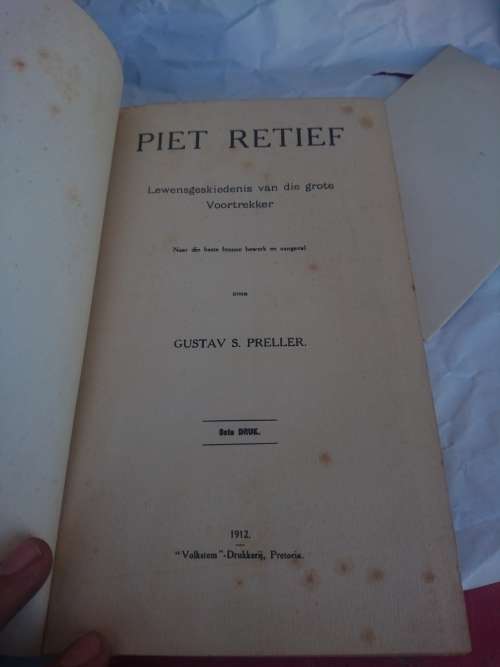 PIET RETIEF
Lewensgeskiedenis van die grote
Voortrekker
Naar die beste bronne bewerk en aangevul
DEUR
GUSTAV S. PRELLER.
DRUK.
1912.
"Volkstem"-Drukkerij, Pretoria.